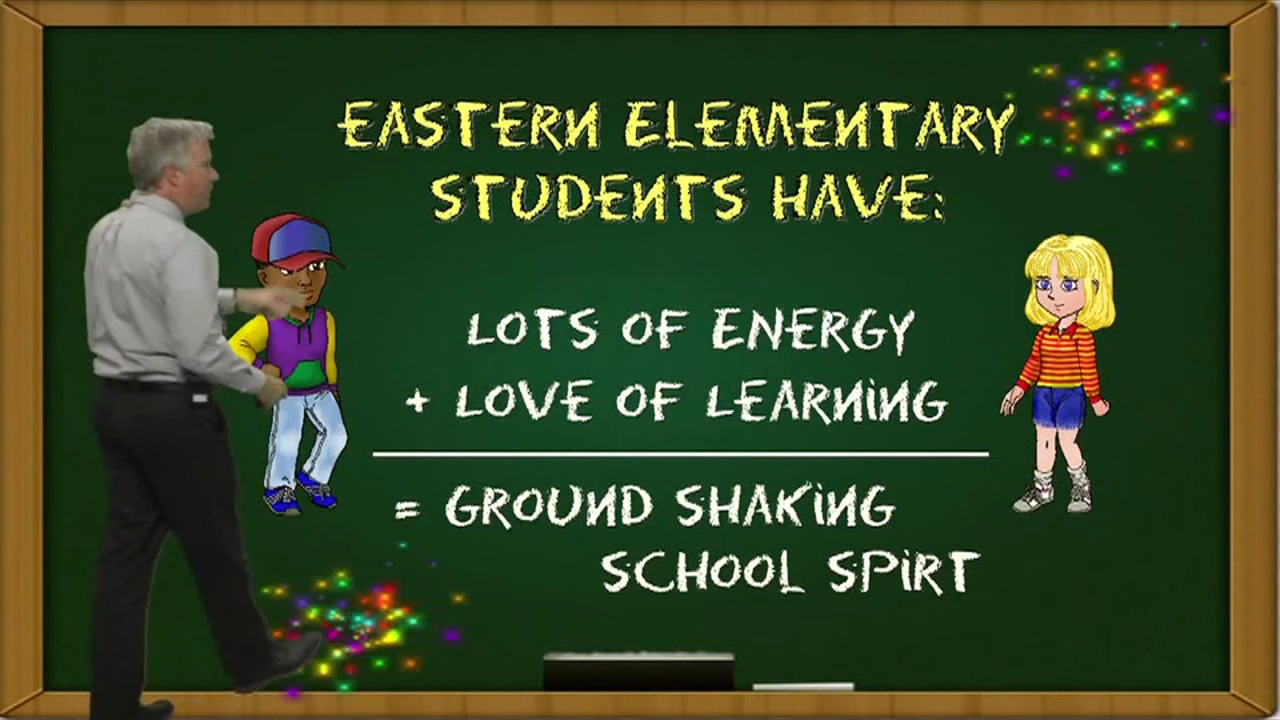 EASTERN ELEMENTARY
STUDENTS HAVE:
LOTS OF ENERGY
+ LOVE OF LEARNING
= GROUND SHAKING
SCHOOL SPIRT